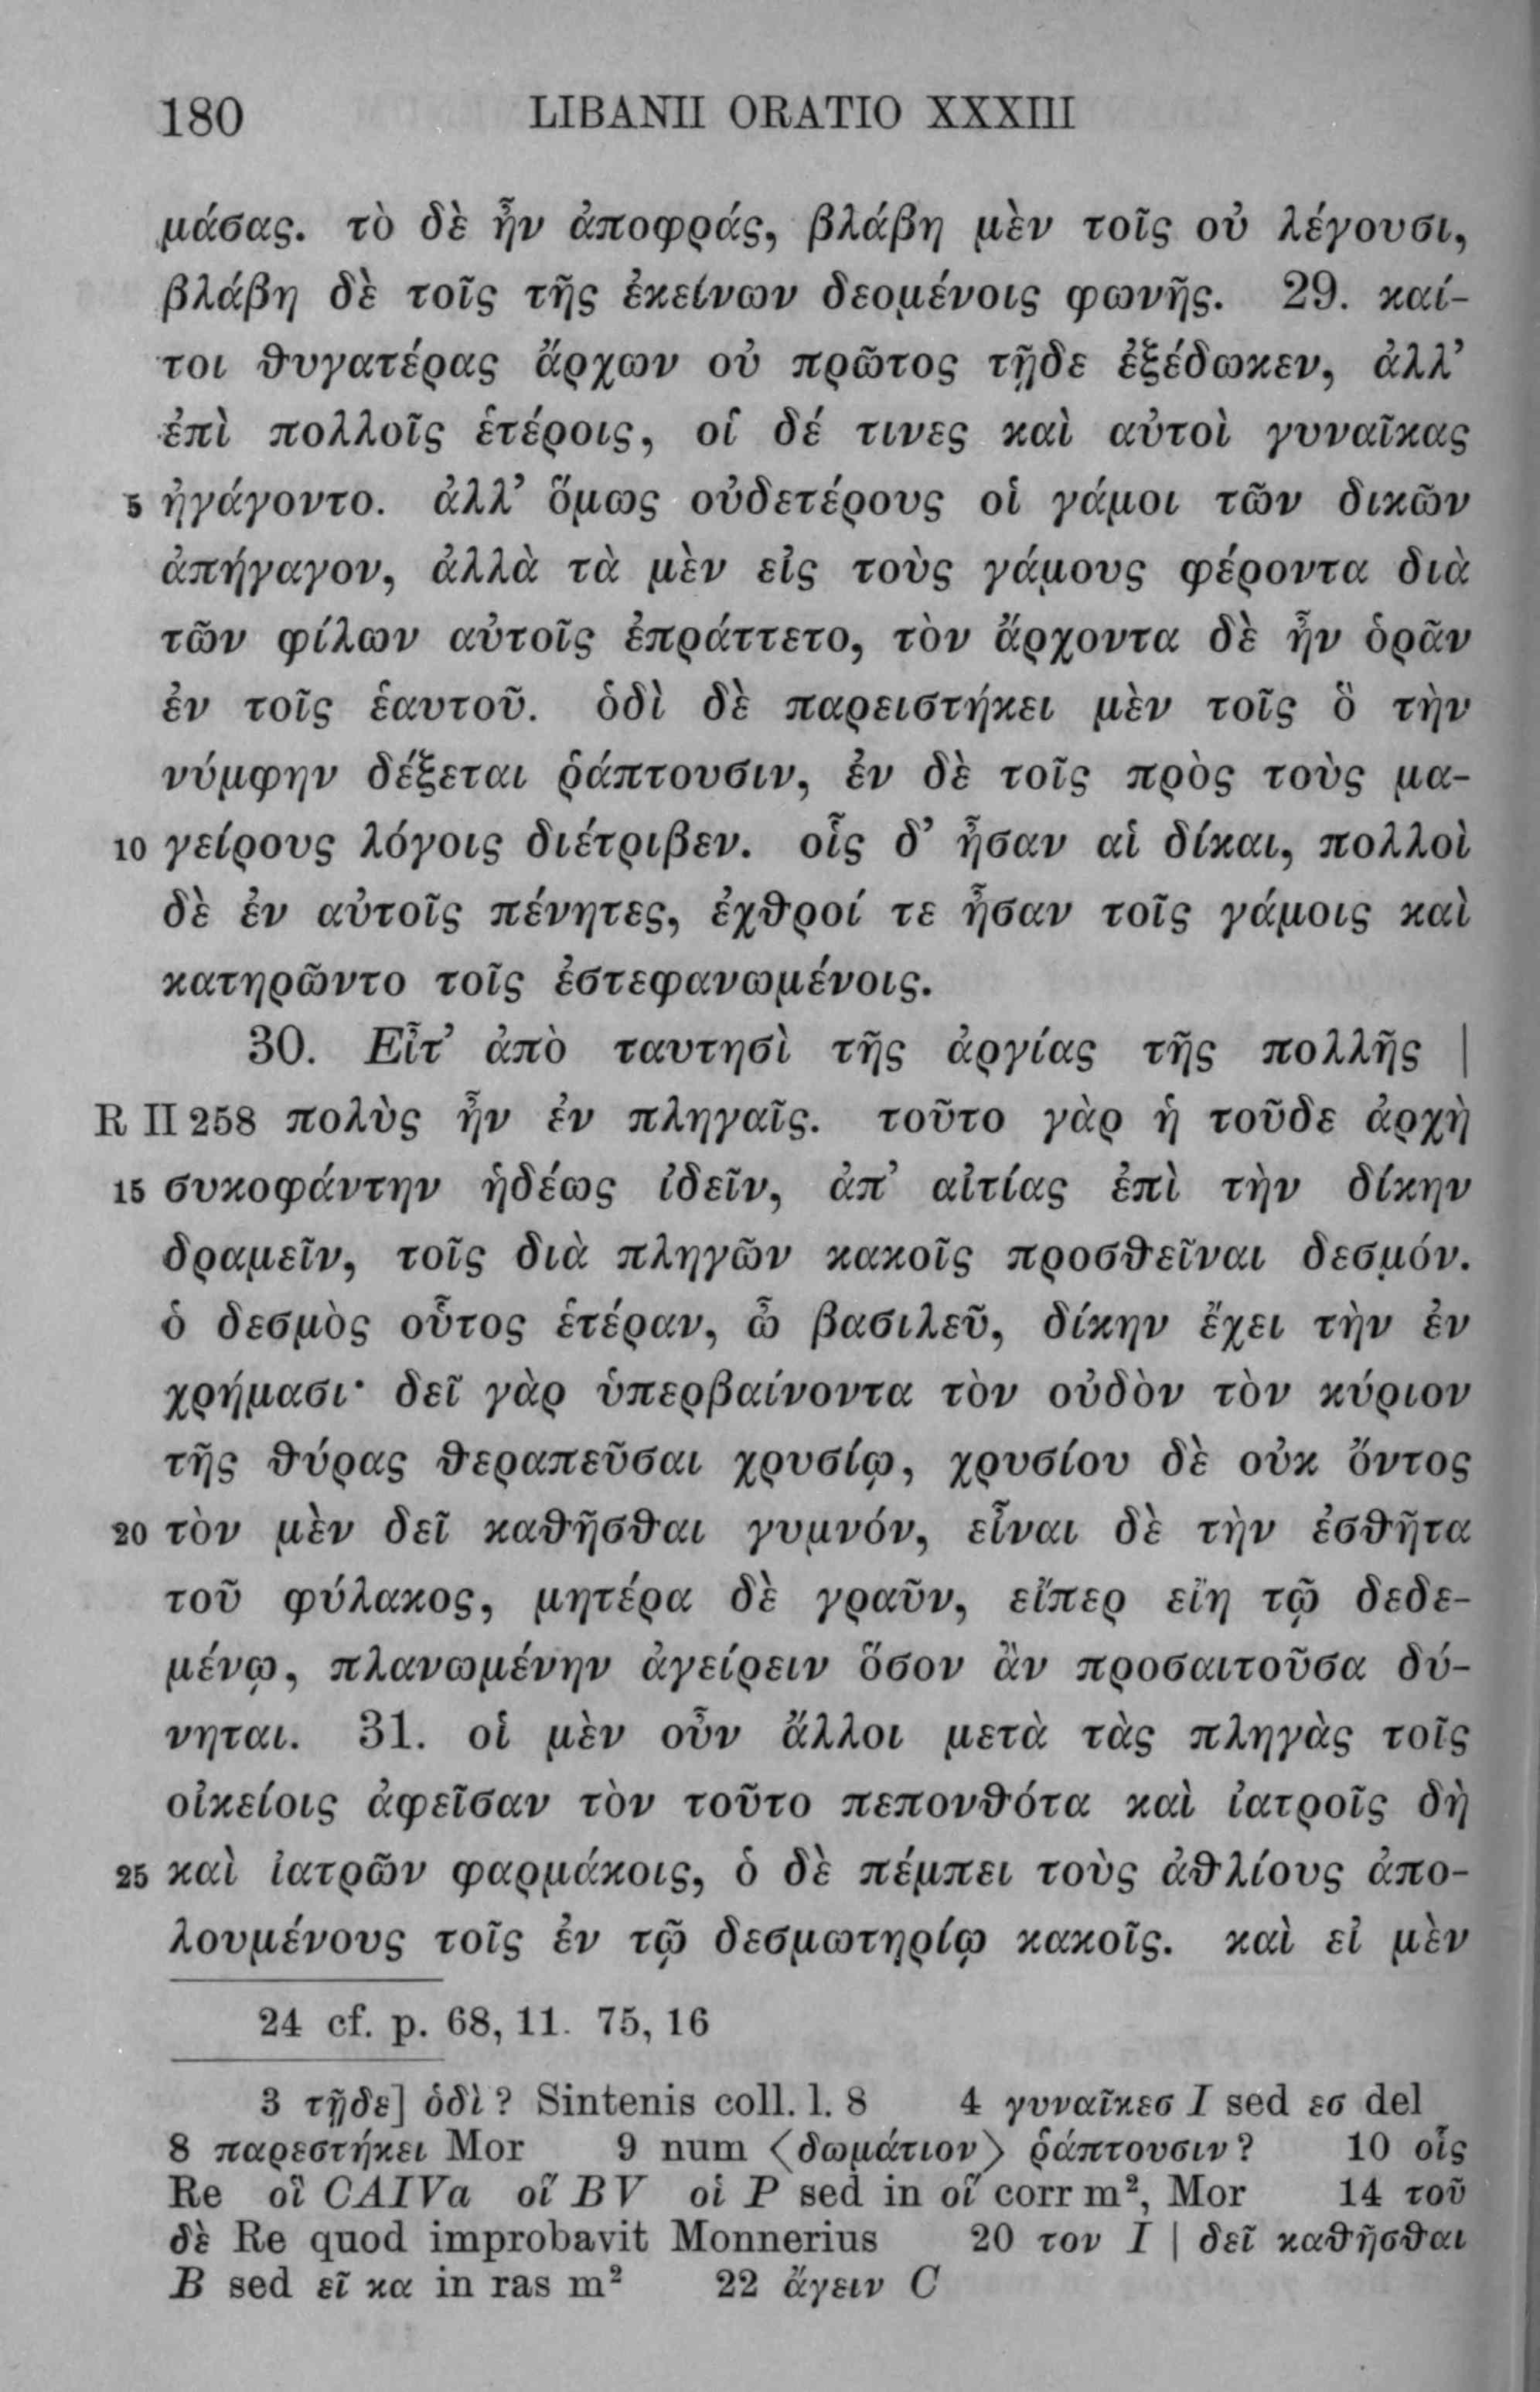 180 LIBANII ORATIO XXXIII
μάσας. τὸ δὲ ἦν ἀποφράς, βλάβη μὲν τοῖς οὐ λέγουσι,
βλάβη δὲ τοῖς τῆς ἐκείνων δεομένοις φωνῆς. 29. καί-
τοι θυγατέρας ἄρχων οὐ πρῶτος τῇδε ἐξέδωκεν, ἀλλ’
ἐπὶ πολλοῖς ἑτέροις, οἱ δέ τινες καὶ αὐτοὶ γυναῖκας
5 ἠγάγοντο. ἀλλ’ ὅμως οὐδετέρους οἱ γάμοι τῶν δικῶν
ἀπήγαγον, ἀλλὰ τὰ μὲν εἰς τοὺς γάμους φέροντα διὰ
τῶν φίλων αὐτοῖς ἐπράττετο, τὸν ἄρχοντα δὲ ἦν ὁρᾶν
ἐν τοῖς ἑαυτοῦ. ὁδὶ δὲ παρειστήκει μὲν τοῖς ὃ τὴν
νύμφην δέξεται ῥάπτουσιν, ἐν δὲ τοῖς πρὸς τοὺς μα-
10 γείρους λόγοις διέτριβεν. οἷς δ’ ἦσαν αἱ δίκαι, πολλοὶ
δὲ ἐν αὐτοῖς πένητες, ἐχθροί τε ἦσαν τοῖς γάμοις καὶ
κατηρῶντο τοῖς ἐστεφανωμένοις.
30. Εἶτ’ ἀπὸ ταυτησὶ τῆς ἀργίας τῆς πολλῆς |
R II 258 πολὺς ἦν ἐν πληγαῖς. τοῦτο γὰρ ἡ τοῦδε ἀρχὴ
15 συκοφάντην ἡδέως ἰδεῖν, ἀπ’ αἰτίας ἐπὶ τὴν δίκην
δραμεῖν, τοῖς διὰ πληγῶν κακοῖς προσθεῖναι δεσμόν.
ὁ δεσμὸς οὗτος ἑτέραν, ὦ βασιλεῦ, δίκην ἔχει τὴν ἐν
χρήμασι· δεῖ γὰρ ὑπερβαίνοντα τὸν οὐδὸν τὸν κύριον
τῆς θύρας θεραπεῦσαι χρυσίῳ, χρυσίου δὲ οὐκ ὄντος
20 τὸν μὲν δεῖ καθῆσθαι γυμνόν, εἶναι δὲ τὴν ἐσθῆτα
τοῦ φύλακος, μητέρα δὲ γραῦν, εἴπερ εἴη τῷ δεδε-
μένῳ, πλανωμένην ἀγείρειν ὅσον ἂν προσαιτοῦσα δύ-
νηται. 31. οἱ μὲν οὖν ἄλλοι μετὰ τὰς πληγὰς τοῖς
οἰκείοις ἀφεῖσαν τὸν τοῦτο πεπονθότα καὶ ἰατροῖς δὴ
25 καὶ ἰατρῶν φαρμάκοις, ὁ δὲ πέμπει τοὺς ἀθλίους ἀπο-
λουμένους τοῖς ἐν τῷ δεσμωτηρίῳ κακοῖς. καὶ εἰ μὲν
24 cf. p. 68, 11. 75, 16
3 τῇδε] ὁδὶ? Sintenis coll. l. 8 4 γυναῖκεσ I sed εσ del
8 παρεστήκει Mor 9 num ⟨δωμάτιον⟩ ῥάπτουσιν? 10 οἷς
Re οἳ CAIVa οἵ BV οἱ P sed in οἵ corr m², Mor 14 τοῦ
δὲ Re quod improbavit Monnerius 20 τον I | δεῖ καθῆσθαι
B sed εῖ κα in ras m² 22 ἄγειν C